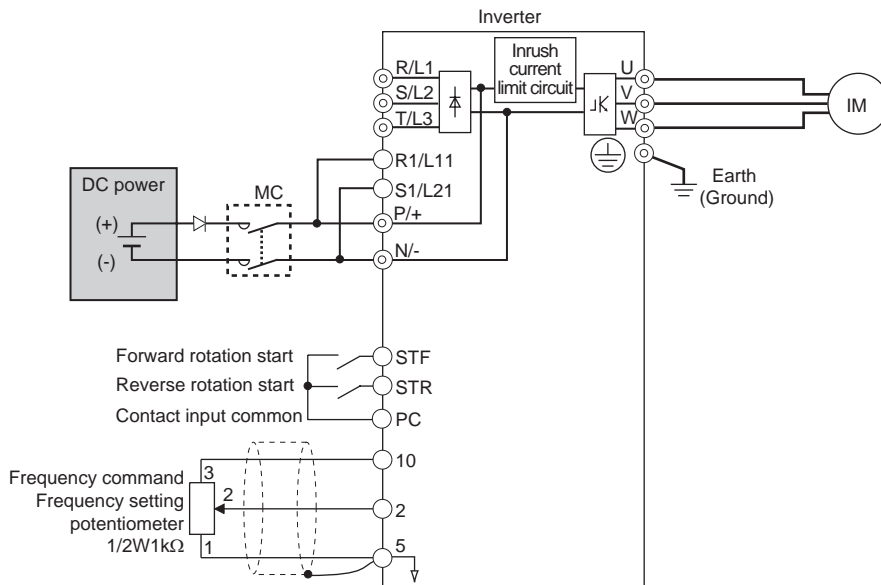 Inverter
R/L1
S/L2
T/L3
Inrush
current
limit circuit
U
V
W
IM
R1/L11
S1/L21
P/+
N/-
Earth
(Ground)
DC power
(+)
(-)
MC
Forward rotation start
STF
Reverse rotation start
STR
Contact input common
PC
Frequency command
Frequency setting
potentiometer
1/2W1kΩ
3
2
1
10
2
5